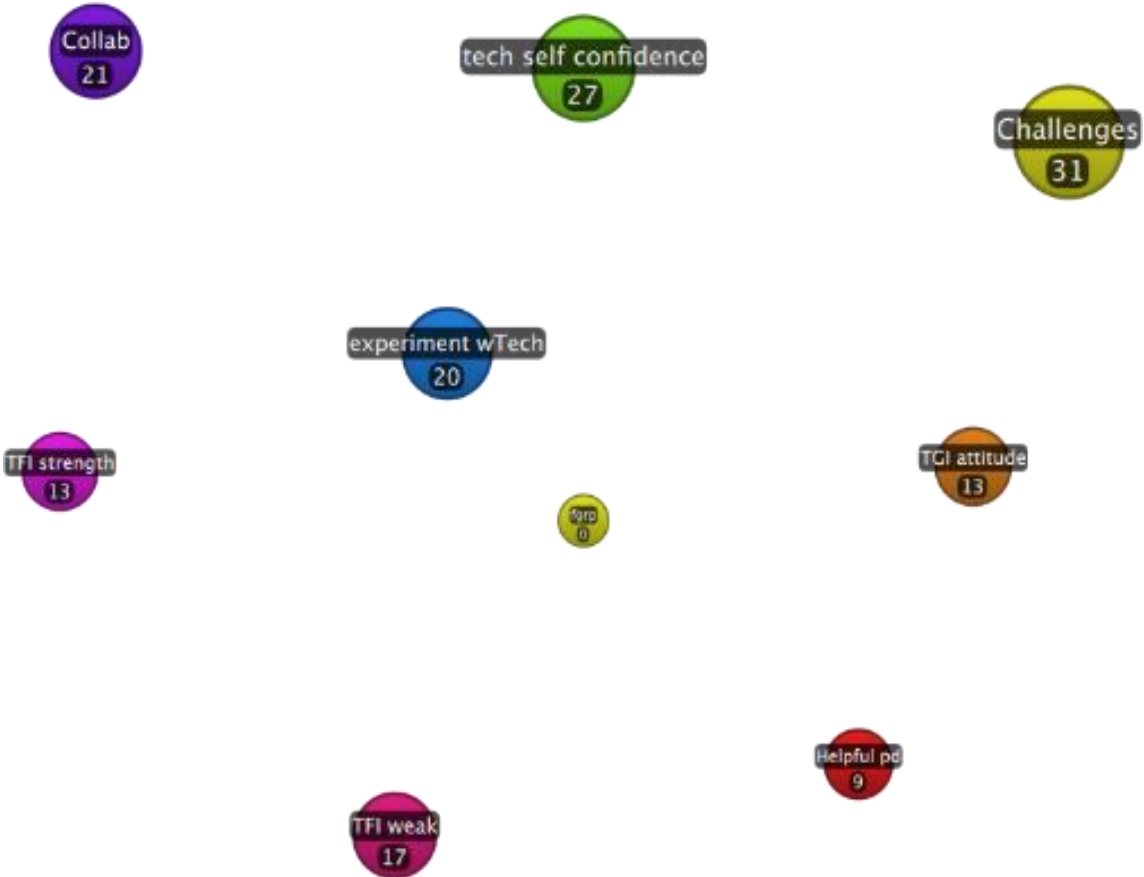 Collab
21
tech self confidence
27
Challenges
31
experiment wTech
20
TFI strength
13
TGI attitude
13
0
Helpful pd
9
TFI weak
17